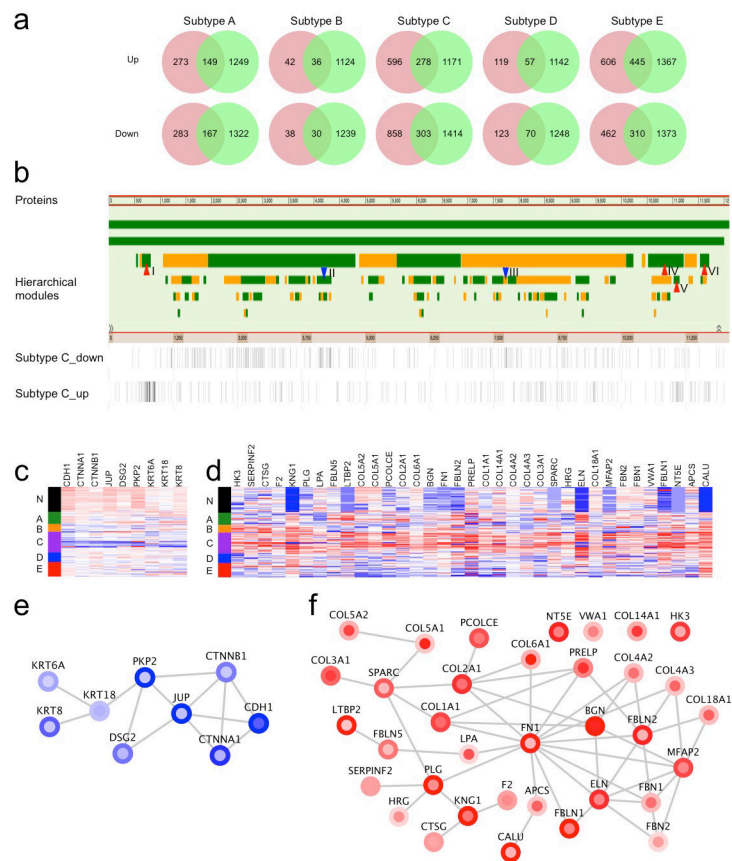 a
Subtype A Subtype B Subtype C Subtype D Subtype E
Up 273 149 1249 42 36 1124 596 278 1171 119 57 1142 606 445 1367
Down 283 167 1322 38 30 1239 858 303 1414 123 70 1248 462 310 1373
b
Proteins
I II III IV VI
V
Hierarchical
modules
Subtype C_down
Subtype C_up
c
CDH1 CTNNA1 CTNNB1 JUP DSG2 PKP2 KRT6A KRT18 KRT8
N
A
B
C
D
E
d
HK3 SERPINF2 CTSG F2 KNG1 PLG LPA FBLN5 LTBP2 COL5A2 COL5A1 PCOLCE COL2A1 COL6A1 BGN FN1 FBLN2 PRELP COL1A1 COL14A1 COL4A2 COL4A3 COL3A1 SPARC HRG ELN COL18A1 MFAP2 FBN2 FBN1 VWA1 FBLN1 NT5E APCS CALU
N
A
B
C
D
E
e
KRT6A PKP2 CTNNB1
KRT18 JUP
KRT8 CDH1
DSG2 CTNNA1
f
COL5A2 COL5A1 PCOLCE NT5E VWA1 COL14A1 HK3
COL3A1 SPARC COL2A1 COL6A1 PRELP COL4A2 COL4A3
LTBP2 COL1A1 FN1 BGN FBLN2 COL18A1
FBLN5 LPA MFAP2
SERPINF2 PLG ELN FBN1
HRG KNG1 F2 APCS FBLN1 FBN2
CTSG CALU